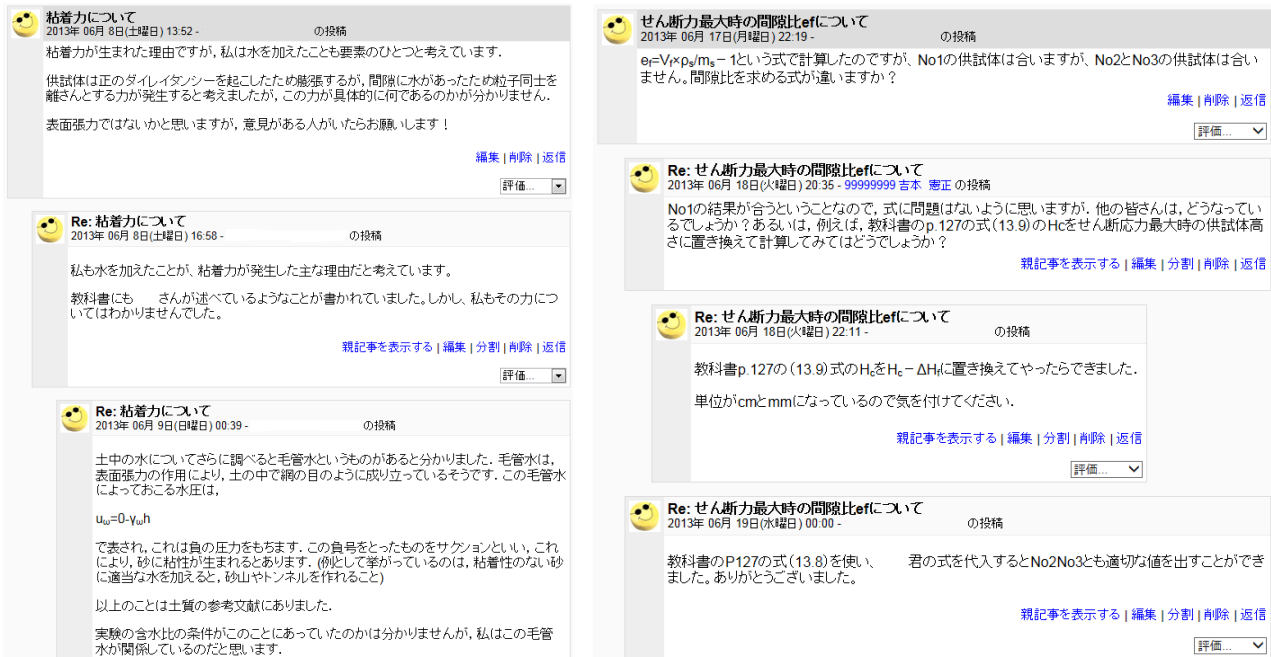 粘着力について
2013年 06月 8日(土曜日) 13:52 - の投稿
粘着力が生まれた理由ですが, 私は水を加えたことも要素のひとつと考えています.
供試体は正のダイレイタンシーを起こしたため膨張するが, 間隙に水があったため粒子同士を
離さんとする力が発生すると考えましたが, この力が具体的に何であるのかが分かりません.
表面張力ではないかと思いますが, 意見がある人がいたらお願いします！
編集 | 削除 | 返信
評価...
Re: 粘着力について
2013年 06月 8日(土曜日) 16:58 - の投稿
私も水を加えたことが、粘着力が発生した主な理由だと考えています。
教科書にも さんが述べているようなことが書かれていました。しかし、私もその力につ
いてはわかりませんでした。
親記事を表示する | 編集 | 分割 | 削除 | 返信
評価...
Re: 粘着力について
2013年 06月 9日(日曜日) 00:39 - の投稿
土中の水についてさらに調べると毛管水というものがあると分かりました. 毛管水は,
表面張力の作用により, 土の中で網の目のように成り立っているそうです. この毛管水
によっておこる水圧は,
uω=0-γωh
で表され, これは負の圧力をもちます. この負号をとったものをサクションといい, これ
により, 砂に粘性が生まれるとあります. (例として挙がっているのは, 粘着性のない砂
に適当な水を加えると, 砂山やトンネルを作れること)
以上のことは土質の参考文献にありました.
実験の含水比の条件がこのことにあっていたのかは分かりませんが, 私はこの毛管
水が関係しているのだと思います.
せん断力最大時の間隙比efについて
2013年 06月 17日(月曜日) 22:19 - の投稿
ef=Vf×ρs/ms－1という式で計算したのですが、No1の供試体は合いますが、No2とNo3の供試体は合い
ません。間隙比を求める式が違いますか？
編集 | 削除 | 返信
評価...
Re: せん断力最大時の間隙比efについて
2013年 06月 18日(火曜日) 20:35 - 99999999 吉本 憲正 の投稿
No1の結果が合うということなので, 式に問題はないように思いますが. 他の皆さんは, どうなってい
るでしょうか？あるいは, 例えば, 教科書のp.127の式(13.9)のHcをせん断応力最大時の供試体高
さに置き換えて計算してみてはどうでしょうか？
親記事を表示する | 編集 | 分割 | 削除 | 返信
Re: せん断力最大時の間隙比efについて
2013年 06月 18日(火曜日) 22:11 - の投稿
教科書p.127の(13.9)式のHcをHc－ΔHfに置き換えてやったらできました.
単位がcmとmmになっているので気を付けてください.
親記事を表示する | 編集 | 分割 | 削除 | 返信
評価...
Re: せん断力最大時の間隙比efについて
2013年 06月 19日(水曜日) 00:00 - の投稿
教科書のP127の式(13.8)を使い、 君の式を代入するとNo2No3とも適切な値を出すことができ
ました。ありがとうございました。
親記事を表示する | 編集 | 分割 | 削除 | 返信
評価...